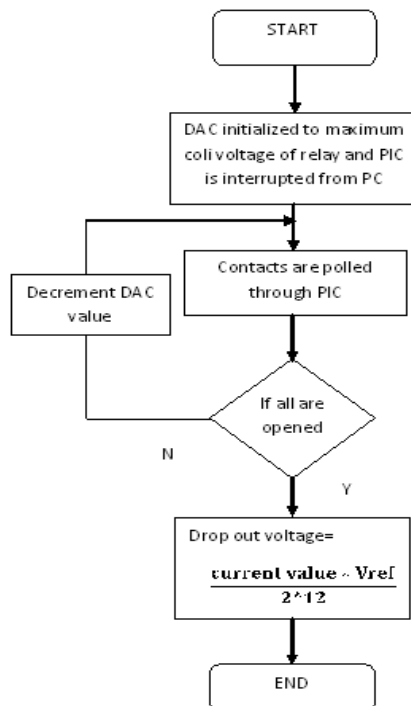 START
DAC initialized to maximum
coli voltage of relay and PIC
is interrupted from PC
Contacts are polled
through PIC
Decrement DAC
value
If all are
opened
N
Y
Drop out voltage=
current value ~ Vref
2^12
END